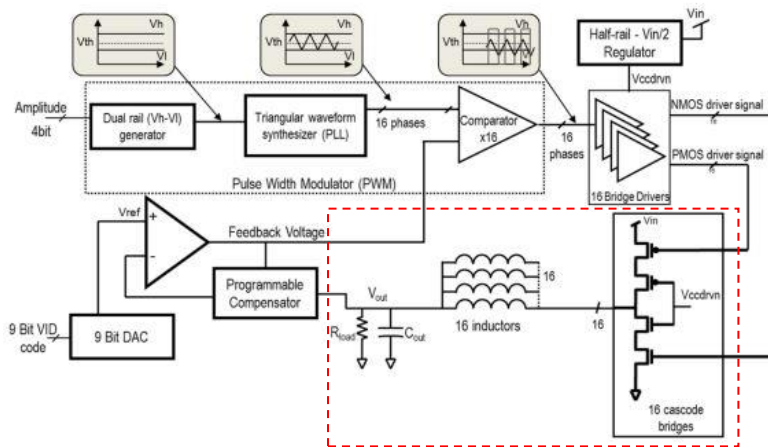 Vh
Vth
Vl
Vh
Vth
Vl
Vh
Vth
Vl
Half-rail - Vin/2
Regulator
Vin
Vccdrvn
Amplitude
4bit
Dual rail (Vh-Vl)
generator
Triangular waveform
synthesizer (PLL)
16 phases
Comparator
x16
16
phases
NMOS driver signal
PMOS driver signal
16 Bridge Drivers
Pulse Width Modulator (PWM)
Vref
+
-
Feedback Voltage
Programmable
Compensator
9 Bit VID
code
9 Bit DAC
Vout
Rload
Cout
16
16 inductors
16
Vin
Vccdrvn
16 cascode
bridges